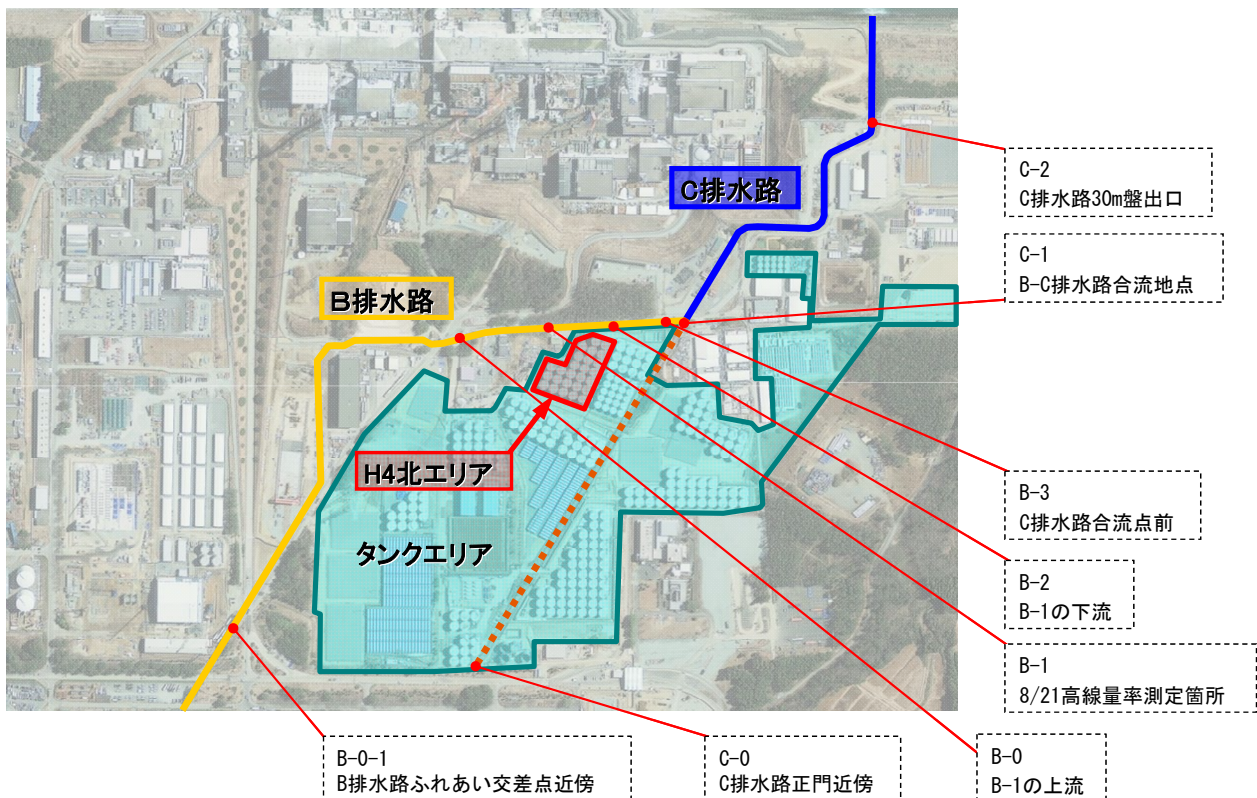 C排水路
C-2
C排水路30m盤出口
C-1
B-C排水路合流地点
B排水路
H4北エリア
タンクエリア
B-3
C排水路合流点前
B-2
B-1の下流
B-1
8/21高線量率測定箇所
B-0-1
B排水路ふれあい交差点近傍
C-0
C排水路正門近傍
B-0
B-1の上流